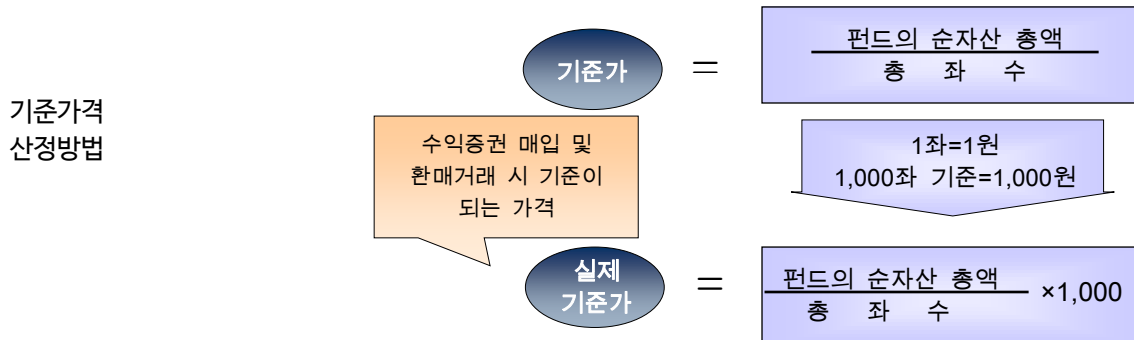 기준가격
산정방법
기준가
=
펀드의 순자산 총액
총 좌 수
수익증권 매입 및
환매거래 시 기준이
되는 가격
1좌=1원
1,000좌 기준=1,000원
실제
기준가
=
펀드의 순자산 총액
총 좌 수
×1,000